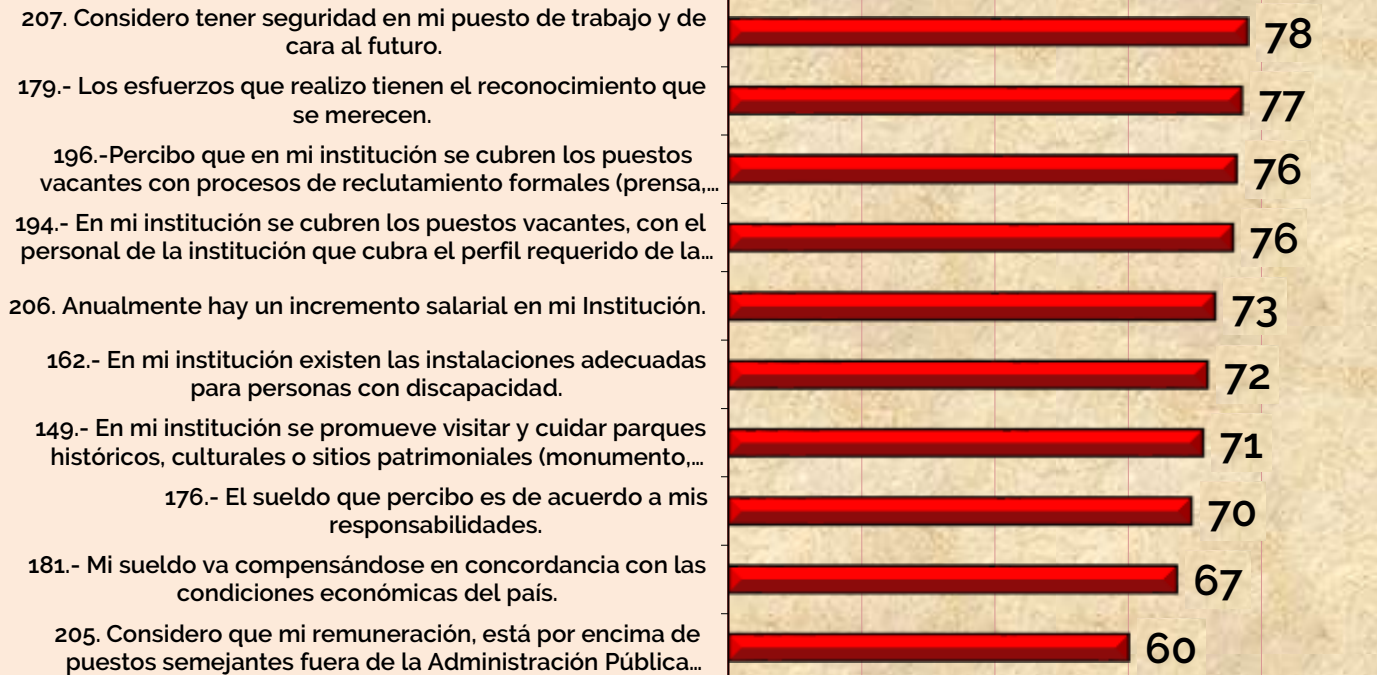 207. Considero tener seguridad en mi puesto de trabajo y de
cara al futuro.
78
179.- Los esfuerzos que realizo tienen el reconocimiento que
se merecen.
77
196.-Percibo que en mi institución se cubren los puestos
vacantes con procesos de reclutamiento formales (prensa,...
76
194.- En mi institución se cubren los puestos vacantes, con el
personal de la institución que cubra el perfil requerido de la...
76
206. Anualmente hay un incremento salarial en mi Institución.
73
162.- En mi institución existen las instalaciones adecuadas
para personas con discapacidad.
72
149.- En mi institución se promueve visitar y cuidar parques
históricos, culturales o sitios patrimoniales (monumento,...
71
176.- El sueldo que percibo es de acuerdo a mis
responsabilidades.
70
181.- Mi sueldo va compensándose en concordancia con las
condiciones económicas del país.
67
205. Considero que mi remuneración, está por encima de
puestos semejantes fuera de la Administración Pública...
60